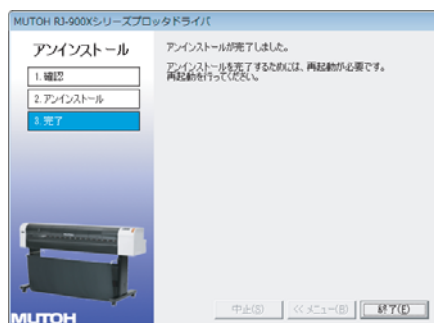 MUTOH RJ-900Xシリーズプロッタドライバ
アンインストール
1. 確認
2. アンインストール
3. 完了
アンインストールが完了しました。
アンインストールを完了するためには、再起動が必要です。
再起動を行ってください。
MUTOH
中止(S)
<< メニュー(B)
終了(E)